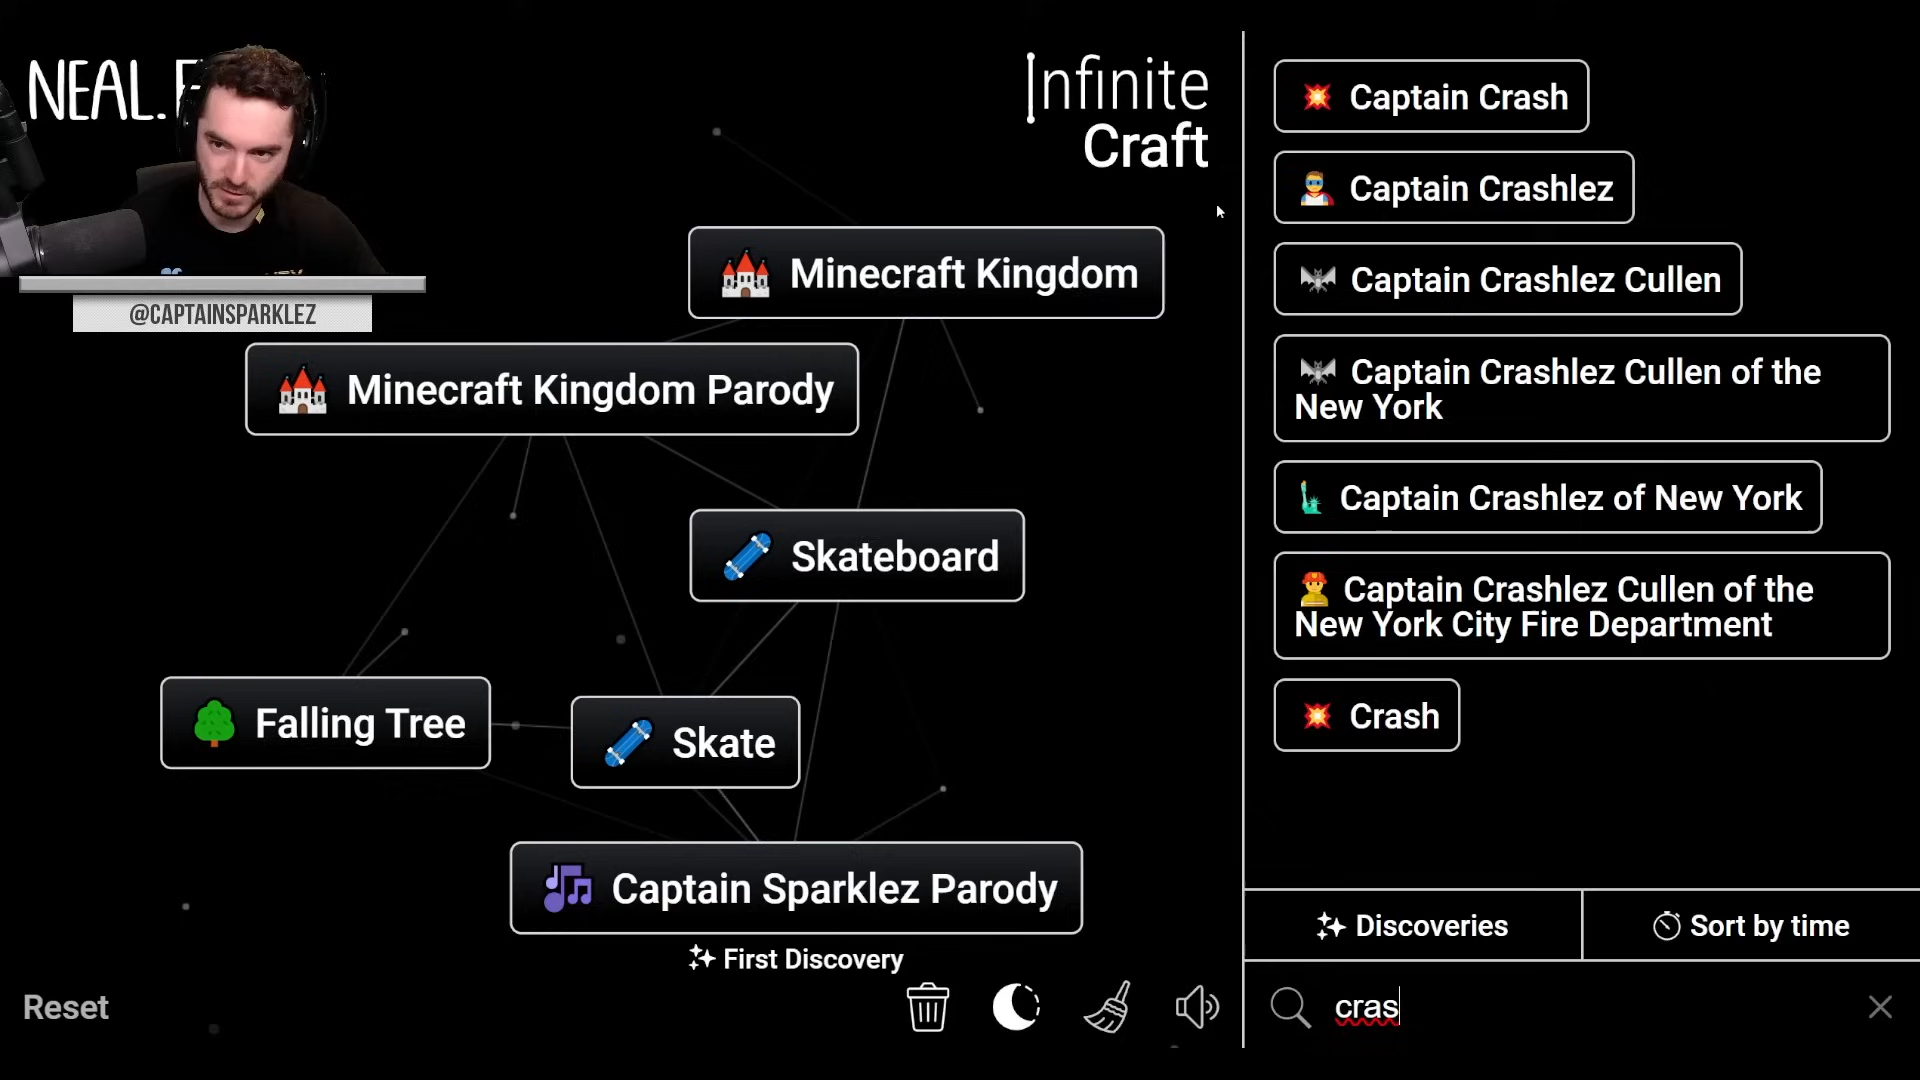 NEAL.F
@CAPTAINSPARKLEZ
Infinite
Craft
Minecraft Kingdom
Minecraft Kingdom Parody
Skateboard
Falling Tree
Skate
Captain Sparklez Parody
First Discovery
Reset
Captain Crash
Captain Crashlez
Captain Crashlez Cullen
Captain Crashlez Cullen of the
New York
Captain Crashlez of New York
Captain Crashlez Cullen of the
New York City Fire Department
Crash
Discoveries
Sort by time
cras